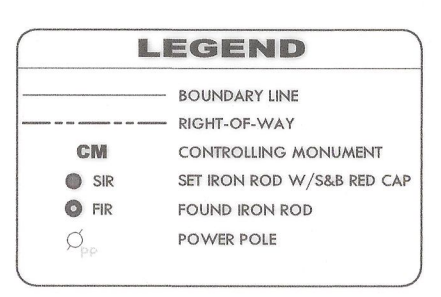 LEGEND
BOUNDARY LINE
RIGHT-OF-WAY
CM CONTROLLING MONUMENT
SIR SET IRON ROD W/S&B RED CAP
FIR FOUND IRON ROD
PP POWER POLE